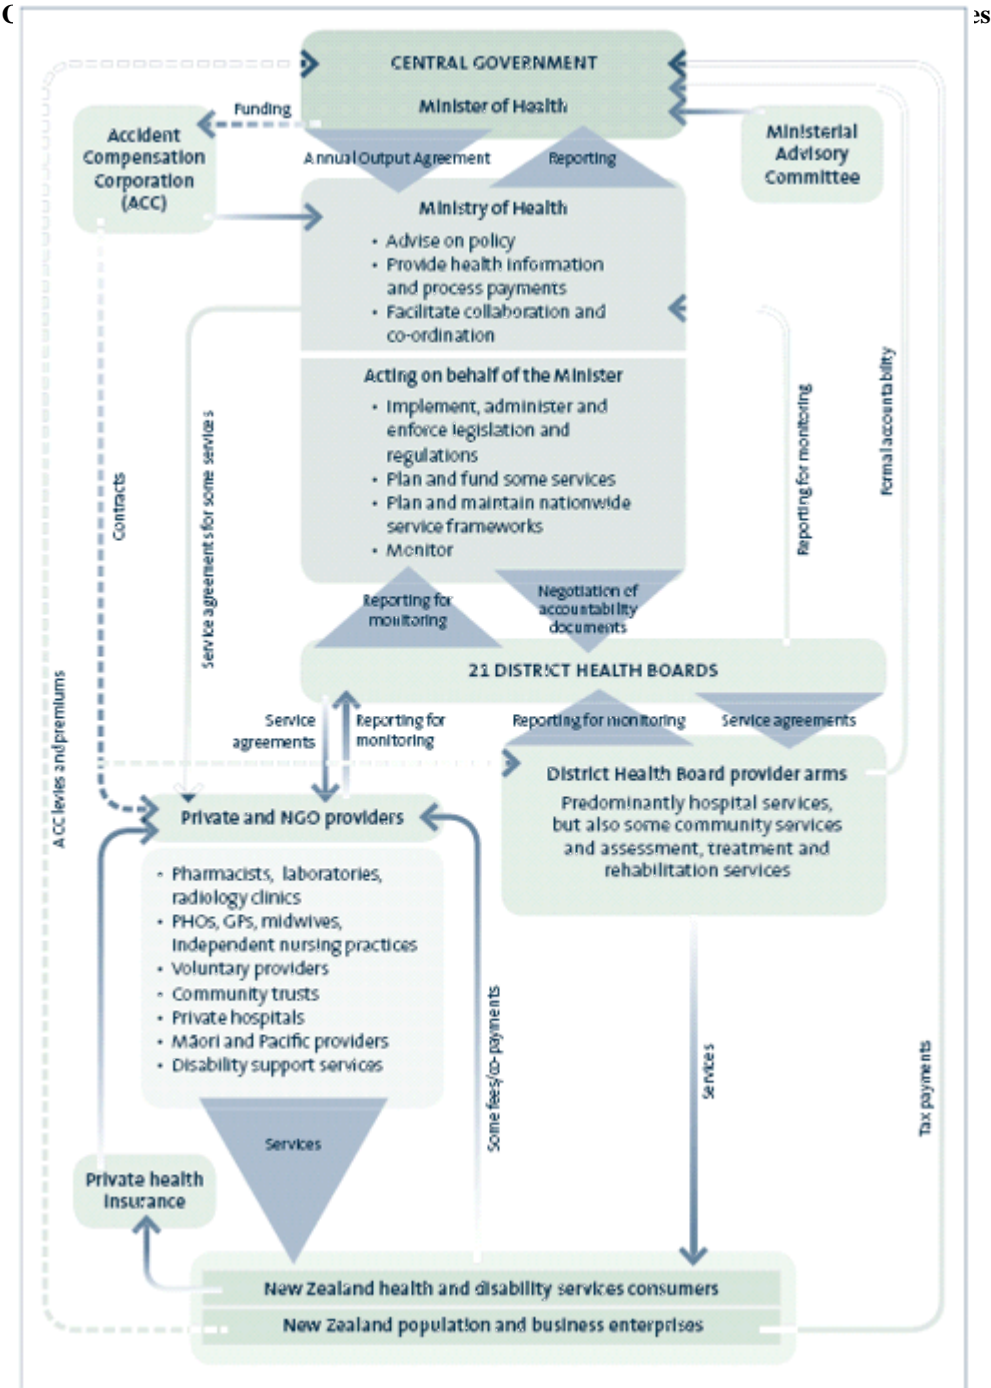 es
CENTRAL GOVERNMENT
Minister of Health
Funding
Accident
Compensation
Corporation
(ACC)
Ministerial
Advisory
Committee
Annual Output Agreement
Reporting
Ministry of Health
• Advise on policy
• Provide health information
and process payments
• Facilitate collaboration and
co-ordination
Acting on behalf of the Minister
• Implement, administer and
enforce legislation and
regulations
• Plan and fund some services
• Plan and maintain nationwide
service frameworks
• Monitor
Contracts
Service agreements for some services
Reporting for monitoring
Formal accountability
Reporting for
monitoring
Negotiation of
accountability
documents
21 DISTRICT HEALTH BOARDS
Service
agreements
Reporting for
monitoring
Reporting for monitoring
Service agreements
ACC levies and premiums
District Health Board provider arms
Predominantly hospital services,
but also some community services
and assessment, treatment and
rehabilitation services
Private and NGO providers
• Pharmacists, laboratories,
radiology clinics
• PHOs, GPs, midwives,
independent nursing practices
• Voluntary providers
• Community trusts
• Private hospitals
• Māori and Pacific providers
• Disability support services
Some fees/co-payments
Services
Tax payments
Services
Private health
insurance
New Zealand health and disability services consumers
New Zealand population and business enterprises